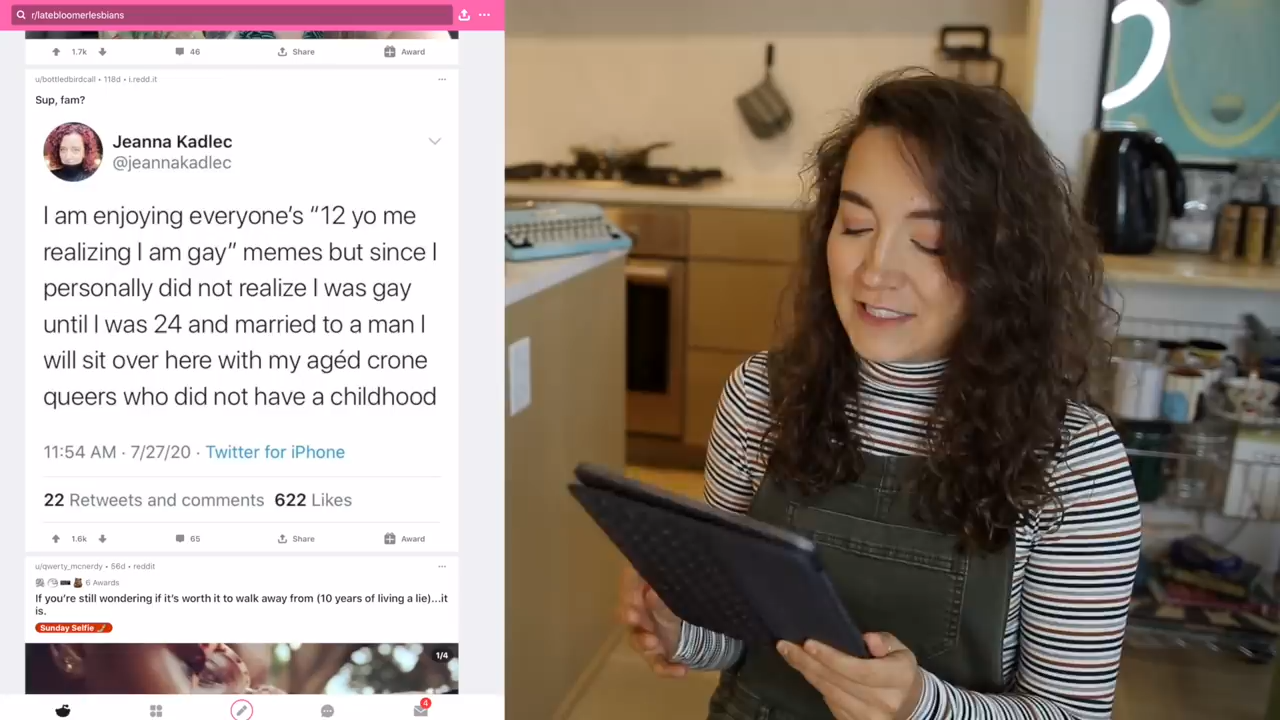 r/latebloomerlesbians
1.7k 46 Share Award
u/bottledbirdcall • 118d • i.redd.it
Sup, fam?
Jeanna Kadlec
@jeannakadlec
I am enjoying everyone's “12 yo me
realizing I am gay” memes but since I
personally did not realize I was gay
until I was 24 and married to a man I
will sit over here with my agéd crone
queers who did not have a childhood
11:54 AM · 7/27/20 · Twitter for iPhone
22 Retweets and comments 622 Likes
1.6k 65 Share Award
u/qwerty_mcnerdy • 56d • reddit
6 Awards
If you're still wondering if it's worth it to walk away from (10 years of living a lie)...it
is.
Sunday Selfie
1/4
4